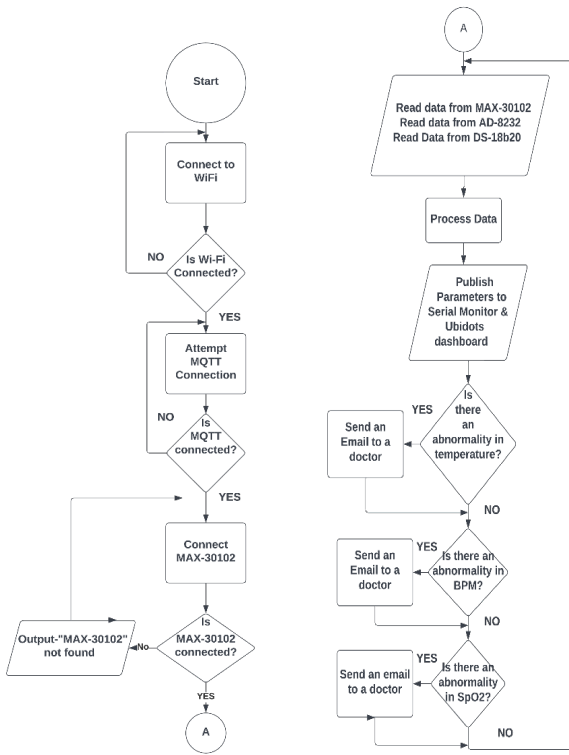 Start
Connect to
WiFi
Is Wi-Fi
Connected?
NO
YES
Attempt
MQTT
Connection
NO
Is
MQTT
connected?
YES
Connect
MAX-30102
Is
MAX-30102
connected?
No
Output-"MAX-30102"
not found
YES
A
A
Read data from MAX-30102
Read data from AD-8232
Read Data from DS-18b20
Process Data
Publish
Parameters to
Serial Monitor &
Ubidots
dashboard
Is
there
an
abnormality in
temperature?
YES
Send an
Email to a
doctor
NO
Is there an
abnormality in
BPM?
YES
Send an
Email to a
doctor
NO
Is there an
abnormality
in SpO2?
YES
Send an email
to a doctor
NO